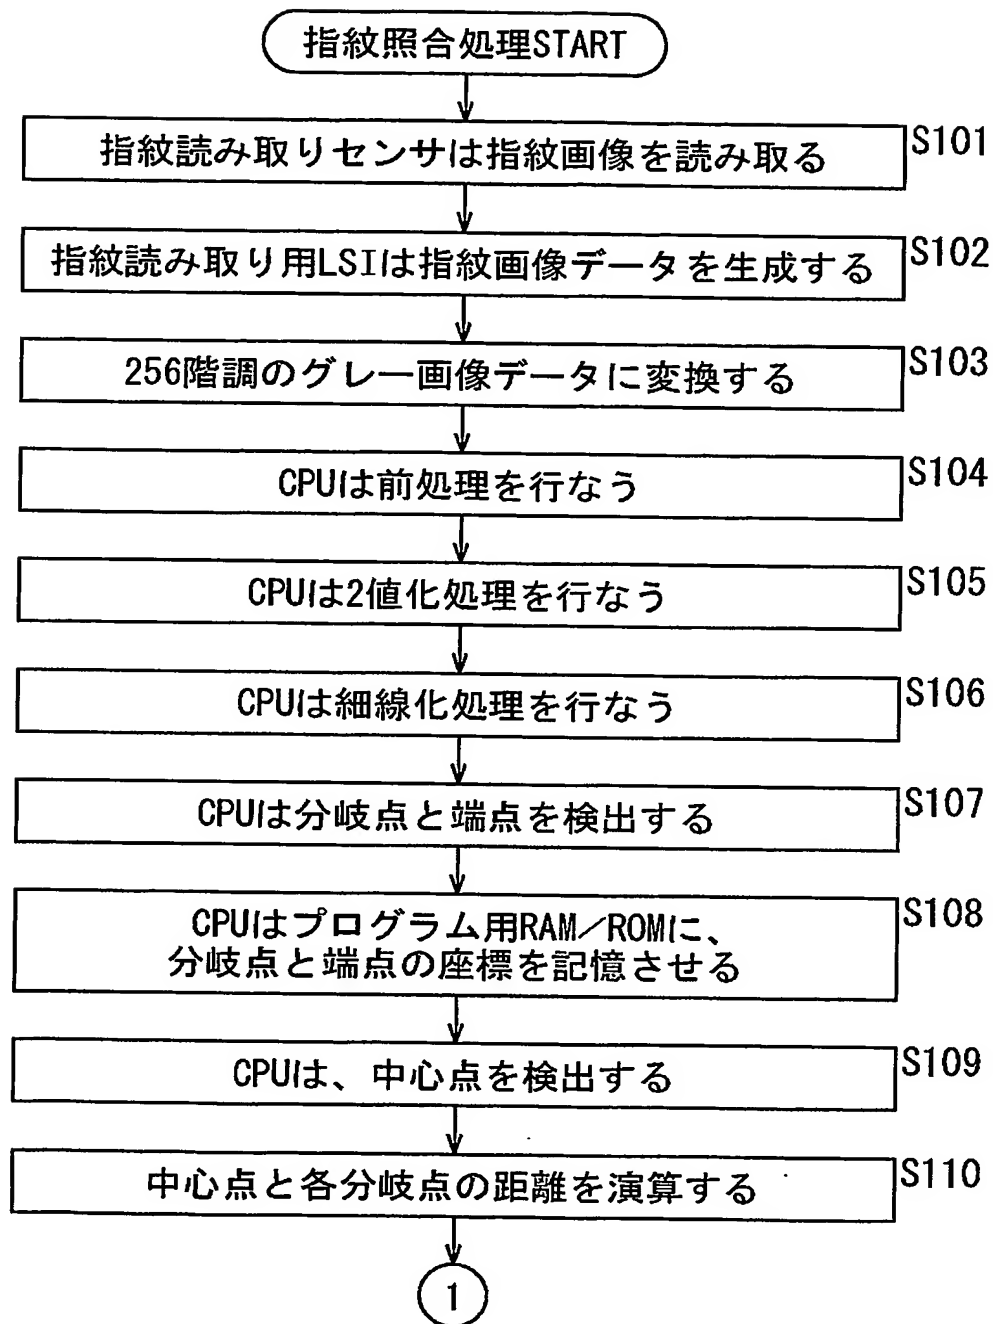 指紋照合処理START
指紋読み取りセンサは指紋画像を読み取る
S101
指紋読み取り用LSIは指紋画像データを生成する
S102
256階調のグレー画像データに変換する
S103
CPUは前処理を行なう
S104
CPUは2値化処理を行なう
S105
CPUは細線化処理を行なう
S106
CPUは分岐点と端点を検出する
S107
CPUはプログラム用RAM／ROMに、
分岐点と端点の座標を記憶させる
S108
CPUは、中心点を検出する
S109
中心点と各分岐点の距離を演算する
S110
1